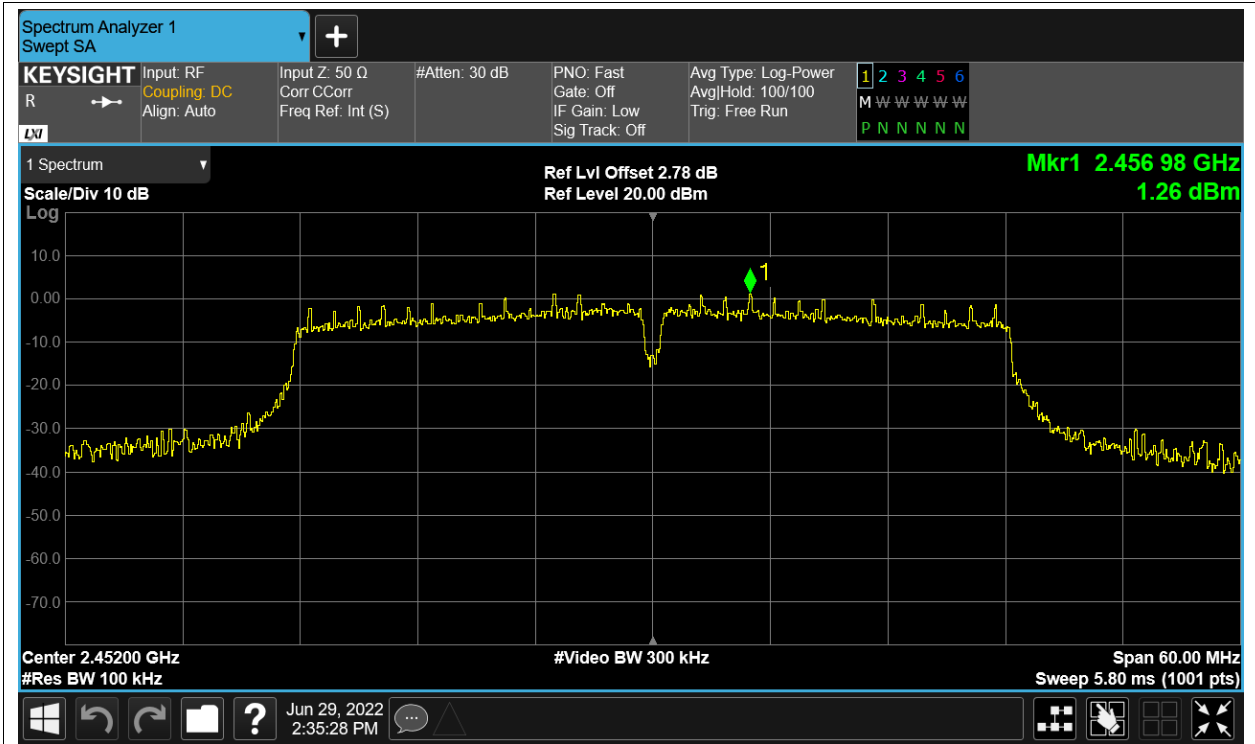 Spectrum Analyzer 1
Swept SA
KEYSIGHT
R
LXI
Input: RF
Coupling: DC
Align: Auto
Input Z: 50 Ω
Corr CCorr
Freq Ref: Int (S)
#Atten: 30 dB
PNO: Fast
Gate: Off
IF Gain: Low
Sig Track: Off
Avg Type: Log-Power
Avg|Hold: 100/100
Trig: Free Run
1 2 3 4 5 6
M W W W W W
P N N N N N
1 Spectrum
Scale/Div 10 dB
Ref Lvl Offset 2.78 dB
Ref Level 20.00 dBm
Mkr1 2.456 98 GHz
1.26 dBm
Log
10.0
0.00
-10.0
-20.0
-30.0
-40.0
-50.0
-60.0
-70.0
1
Center 2.45200 GHz
#Res BW 100 kHz
#Video BW 300 kHz
Span 60.00 MHz
Sweep 5.80 ms (1001 pts)
?
Jun 29, 2022
2:35:28 PM